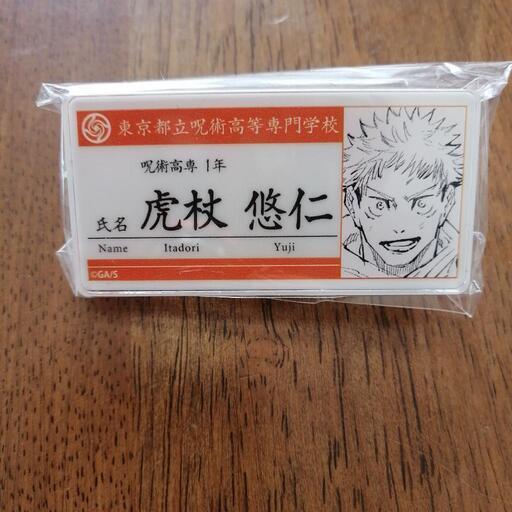 東京都立呪術高等専門学校
呪術高専 1年
氏名 虎杖 悠仁
Name Itadori Yuji
©GA/S